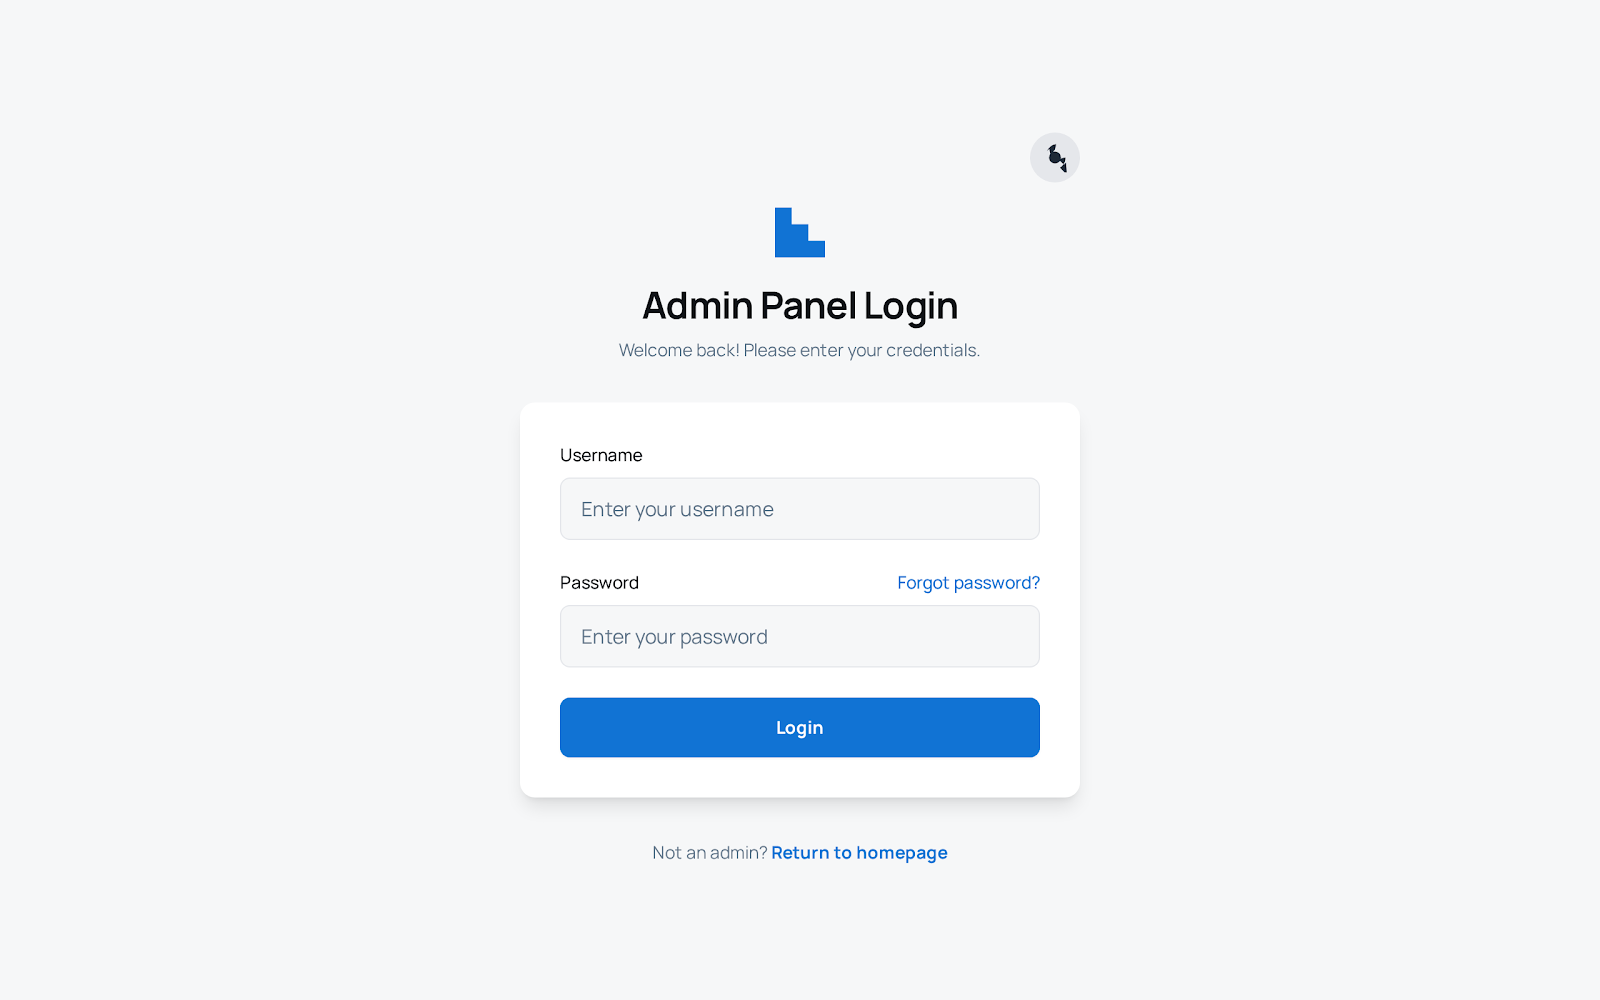 Admin Panel Login
Welcome back! Please enter your credentials.
Username
Enter your username
Password
Forgot password?
Enter your password
Login
Not an admin? Return to homepage